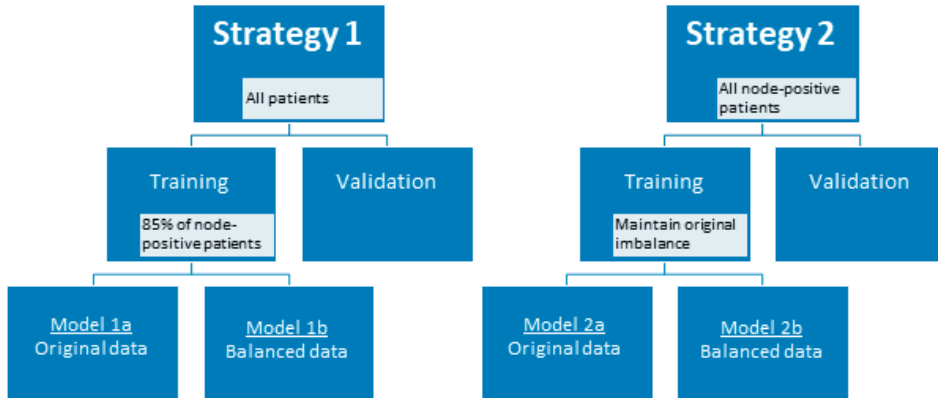 Strategy 1
All patients
Training
85% of node-
positive patients
Validation
Model 1a
Original data
Model 1b
Balanced data
Strategy 2
All node-positive
patients
Training
Maintain original
imbalance
Validation
Model 2a
Original data
Model 2b
Balanced data